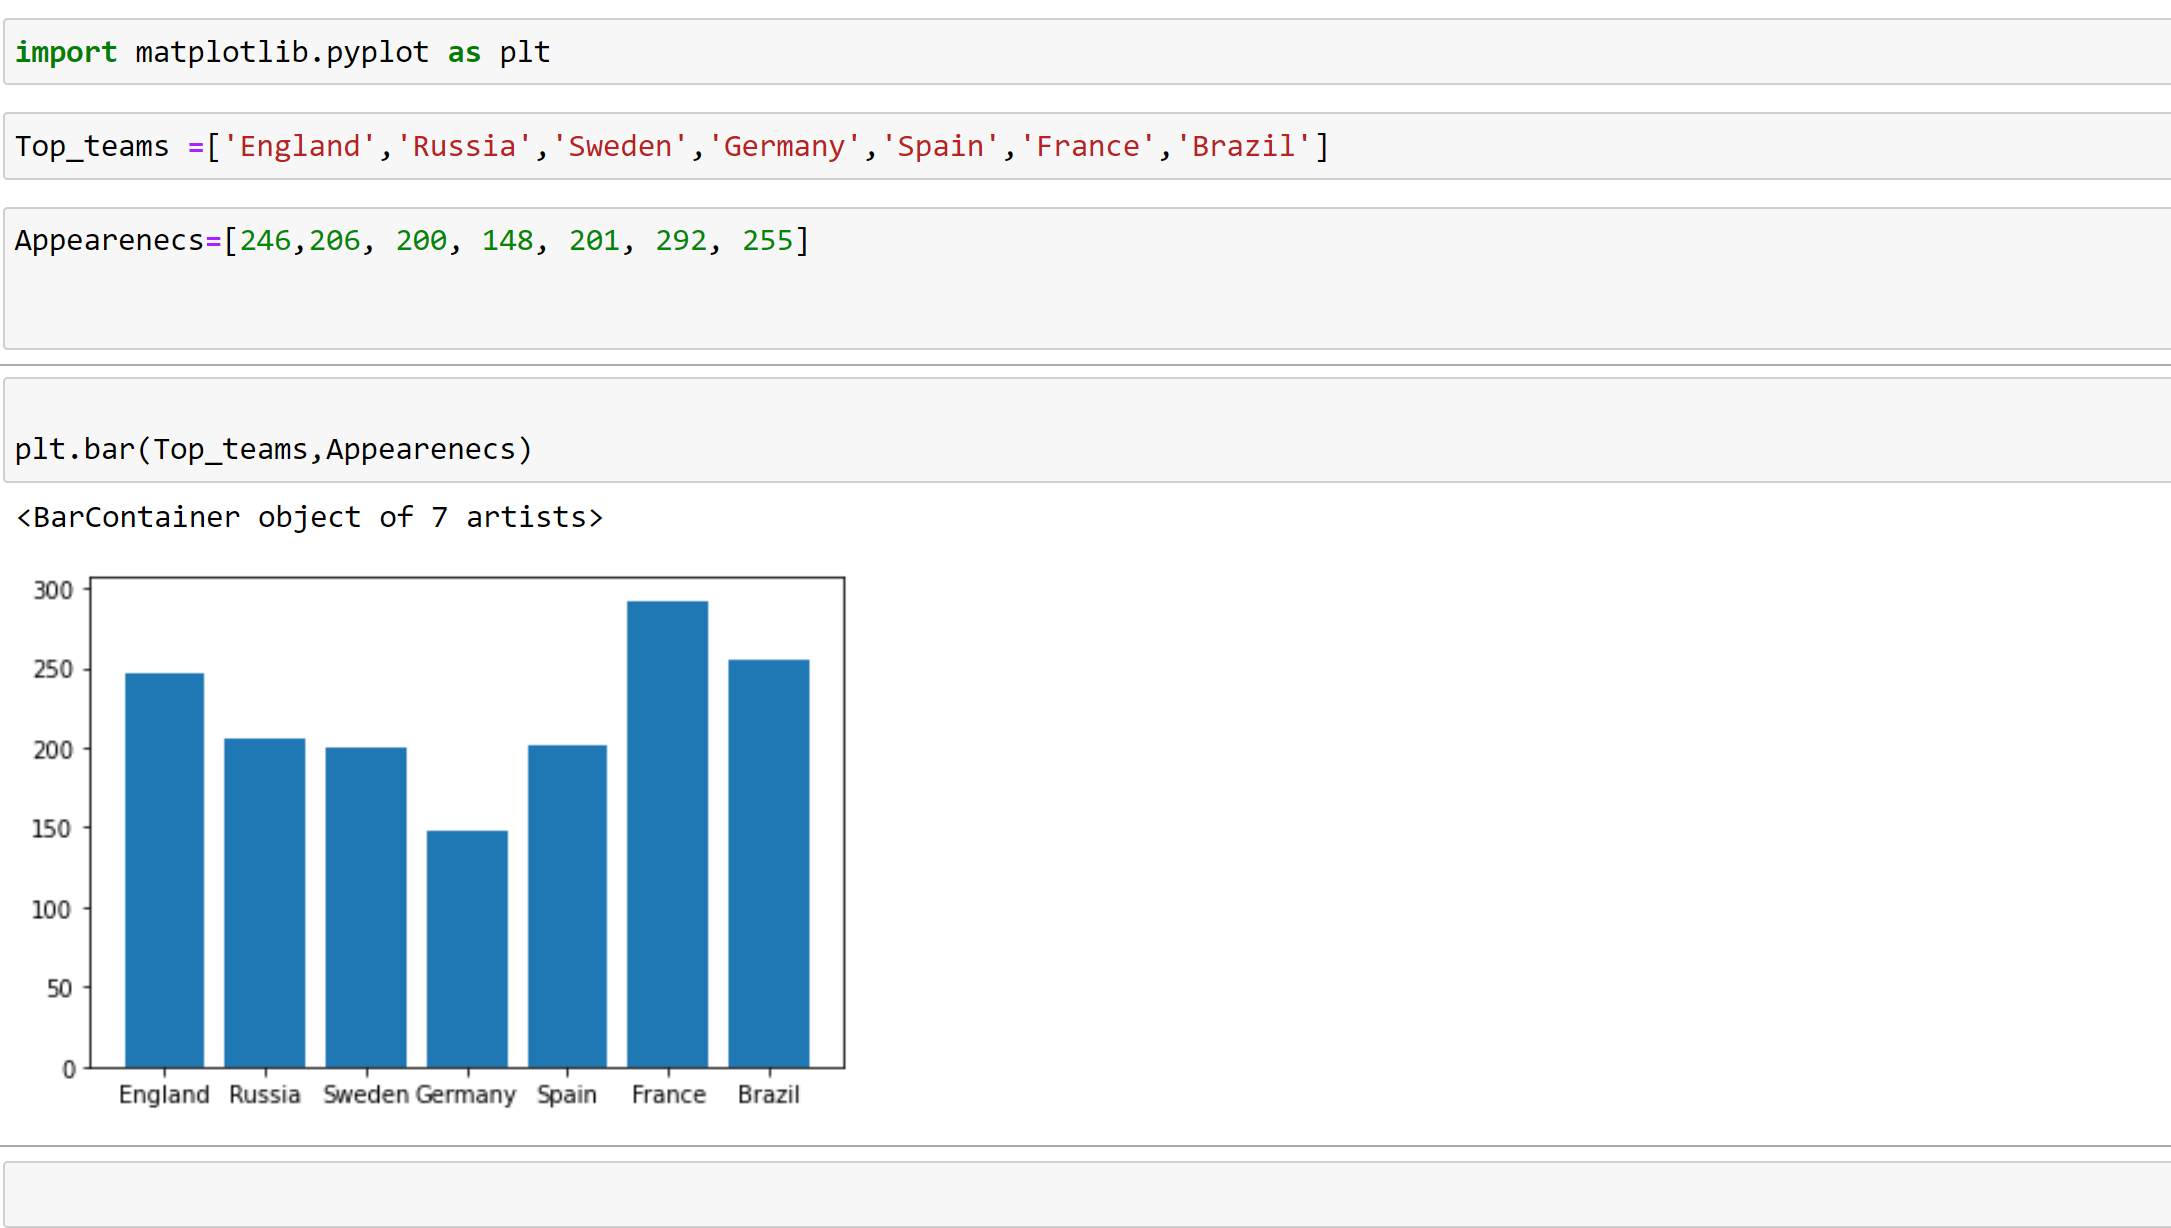 import matplotlib.pyplot as plt
Top_teams =['England','Russia','Sweden','Germany','Spain','France','Brazil']
Appearenecs=[246,206, 200, 148, 201, 292, 255]
plt.bar(Top_teams,Appearenecs)
<BarContainer object of 7 artists>
300
250
200
150
100
50
0
England Russia Sweden Germany Spain France Brazil